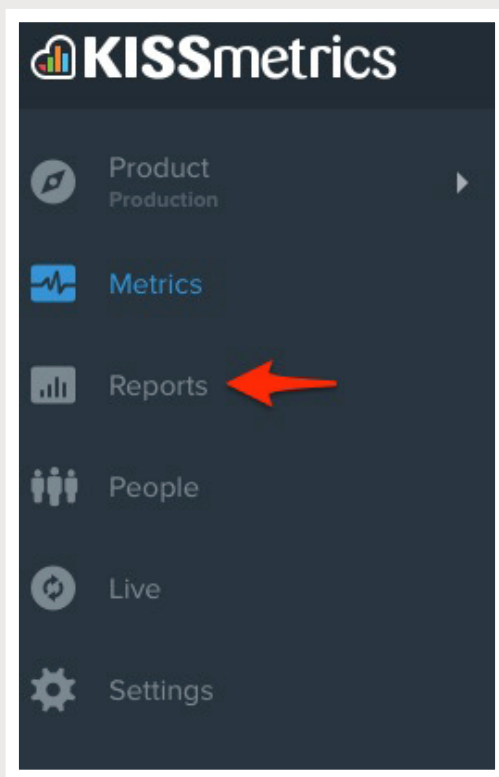 KISSmetrics
Product
Production
Metrics
Reports
People
Live
Settings